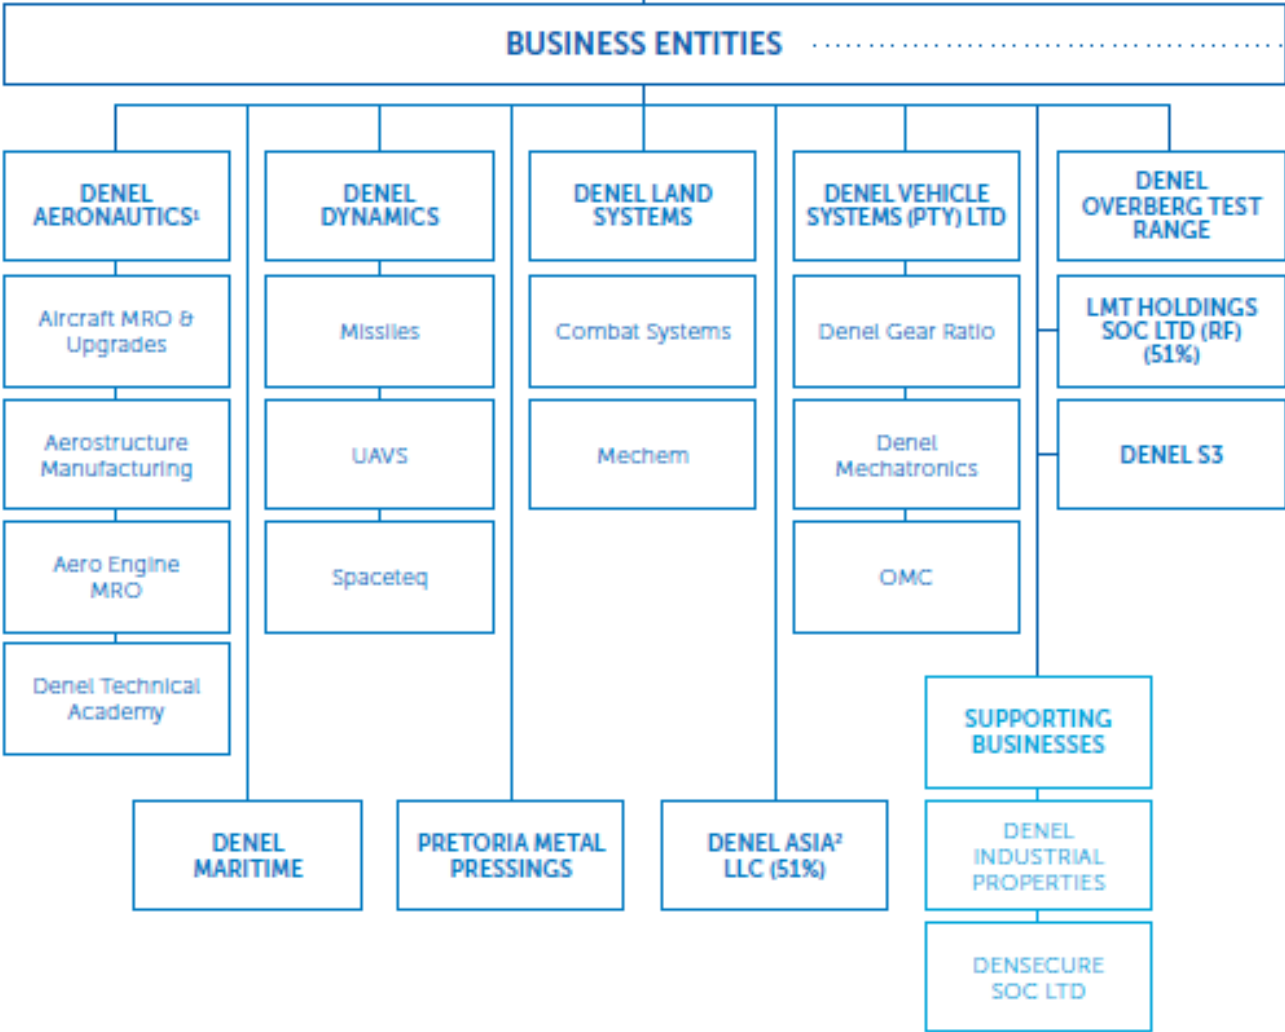 BUSINESS ENTITIES
DENEL
AERONAUTICS¹
Aircraft MRO &
Upgrades
Aerostructure
Manufacturing
Aero Engine
MRO
Denel Technical
Academy
DENEL
MARITIME
DENEL
DYNAMICS
Missiles
UAVS
Spaceteq
PRETORIA METAL
PRESSINGS
DENEL LAND
SYSTEMS
Combat Systems
Mechem
DENEL ASIA²
LLC (51%)
DENEL VEHICLE
SYSTEMS (PTY) LTD
Denel Gear Ratio
Denel
Mechatronics
OMC
DENEL
OVERBERG TEST
RANGE
LMT HOLDINGS
SOC LTD (RF)
(51%)
DENEL S3
SUPPORTING
BUSINESSES
DENEL
INDUSTRIAL
PROPERTIES
DENSECURE
SOC LTD